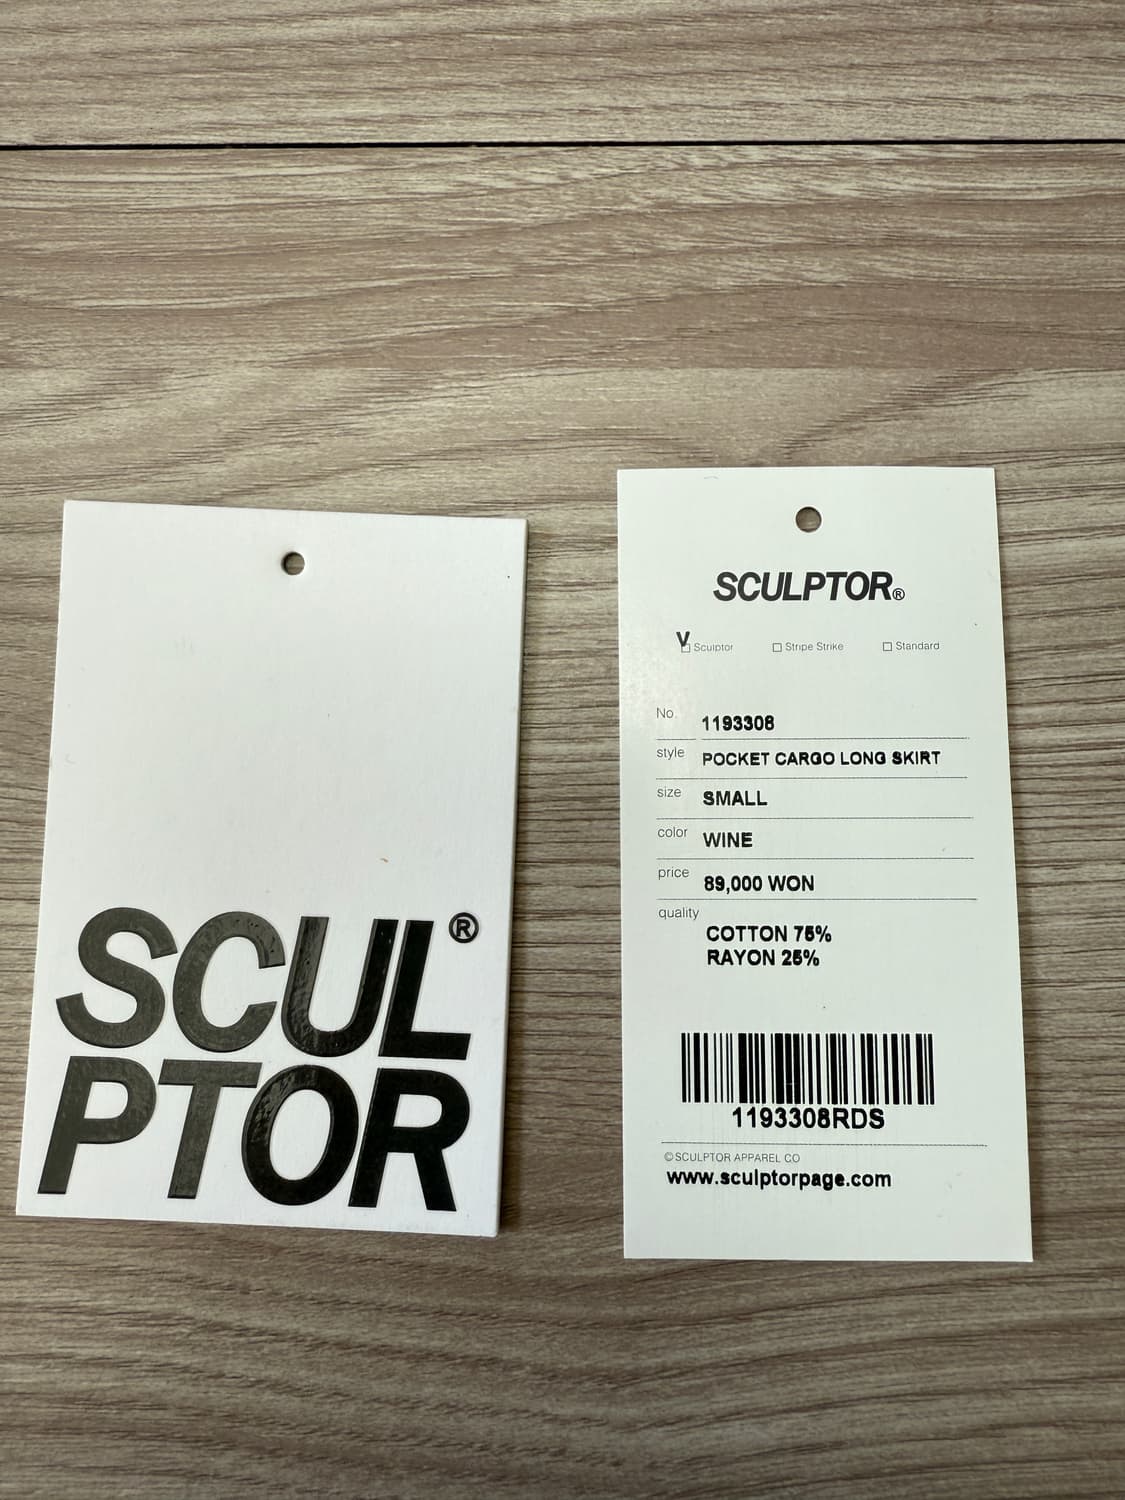 SCUL®
PTOR
SCULPTOR®
V
Sculptor Stripe Strike Standard
No. 1193308
style POCKET CARGO LONG SKIRT
size SMALL
color WINE
price 89,000 WON
quality
COTTON 75%
RAYON 25%
1193308RDS
©SCULPTOR APPAREL CO
www.sculptorpage.com